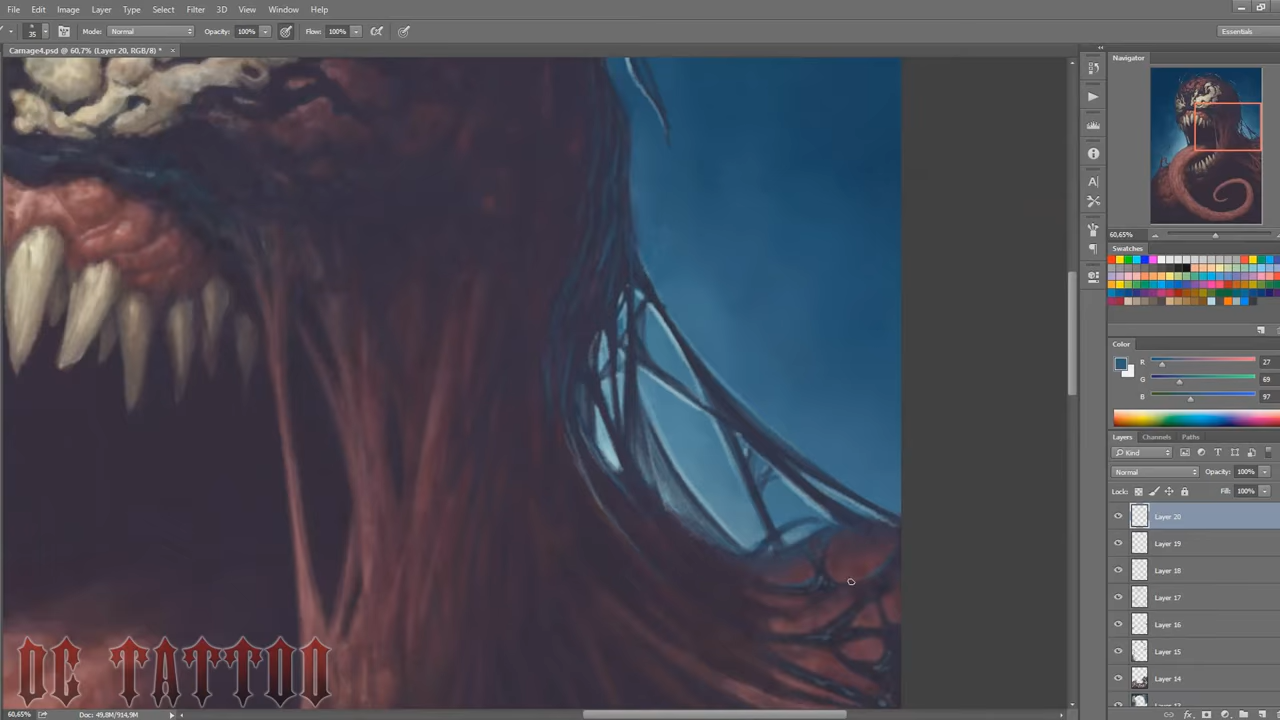 File Edit Image Layer Type Select Filter 3D View Window Help
35 Mode: Normal Opacity: 100% Flow: 100% Essentials
Carnage4.psd @ 60,7% (Layer 20, RGB/8) * ×
Navigator
60,65%
Swatches
Color
R 27
G 69
B 97
Layers Channels Paths
Kind
Normal Opacity: 100%
Lock: Fill: 100%
Layer 20
Layer 19
Layer 18
Layer 17
Layer 16
Layer 15
Layer 14
DC TATTOO
60,65% Doc: 49,8M/914,9M